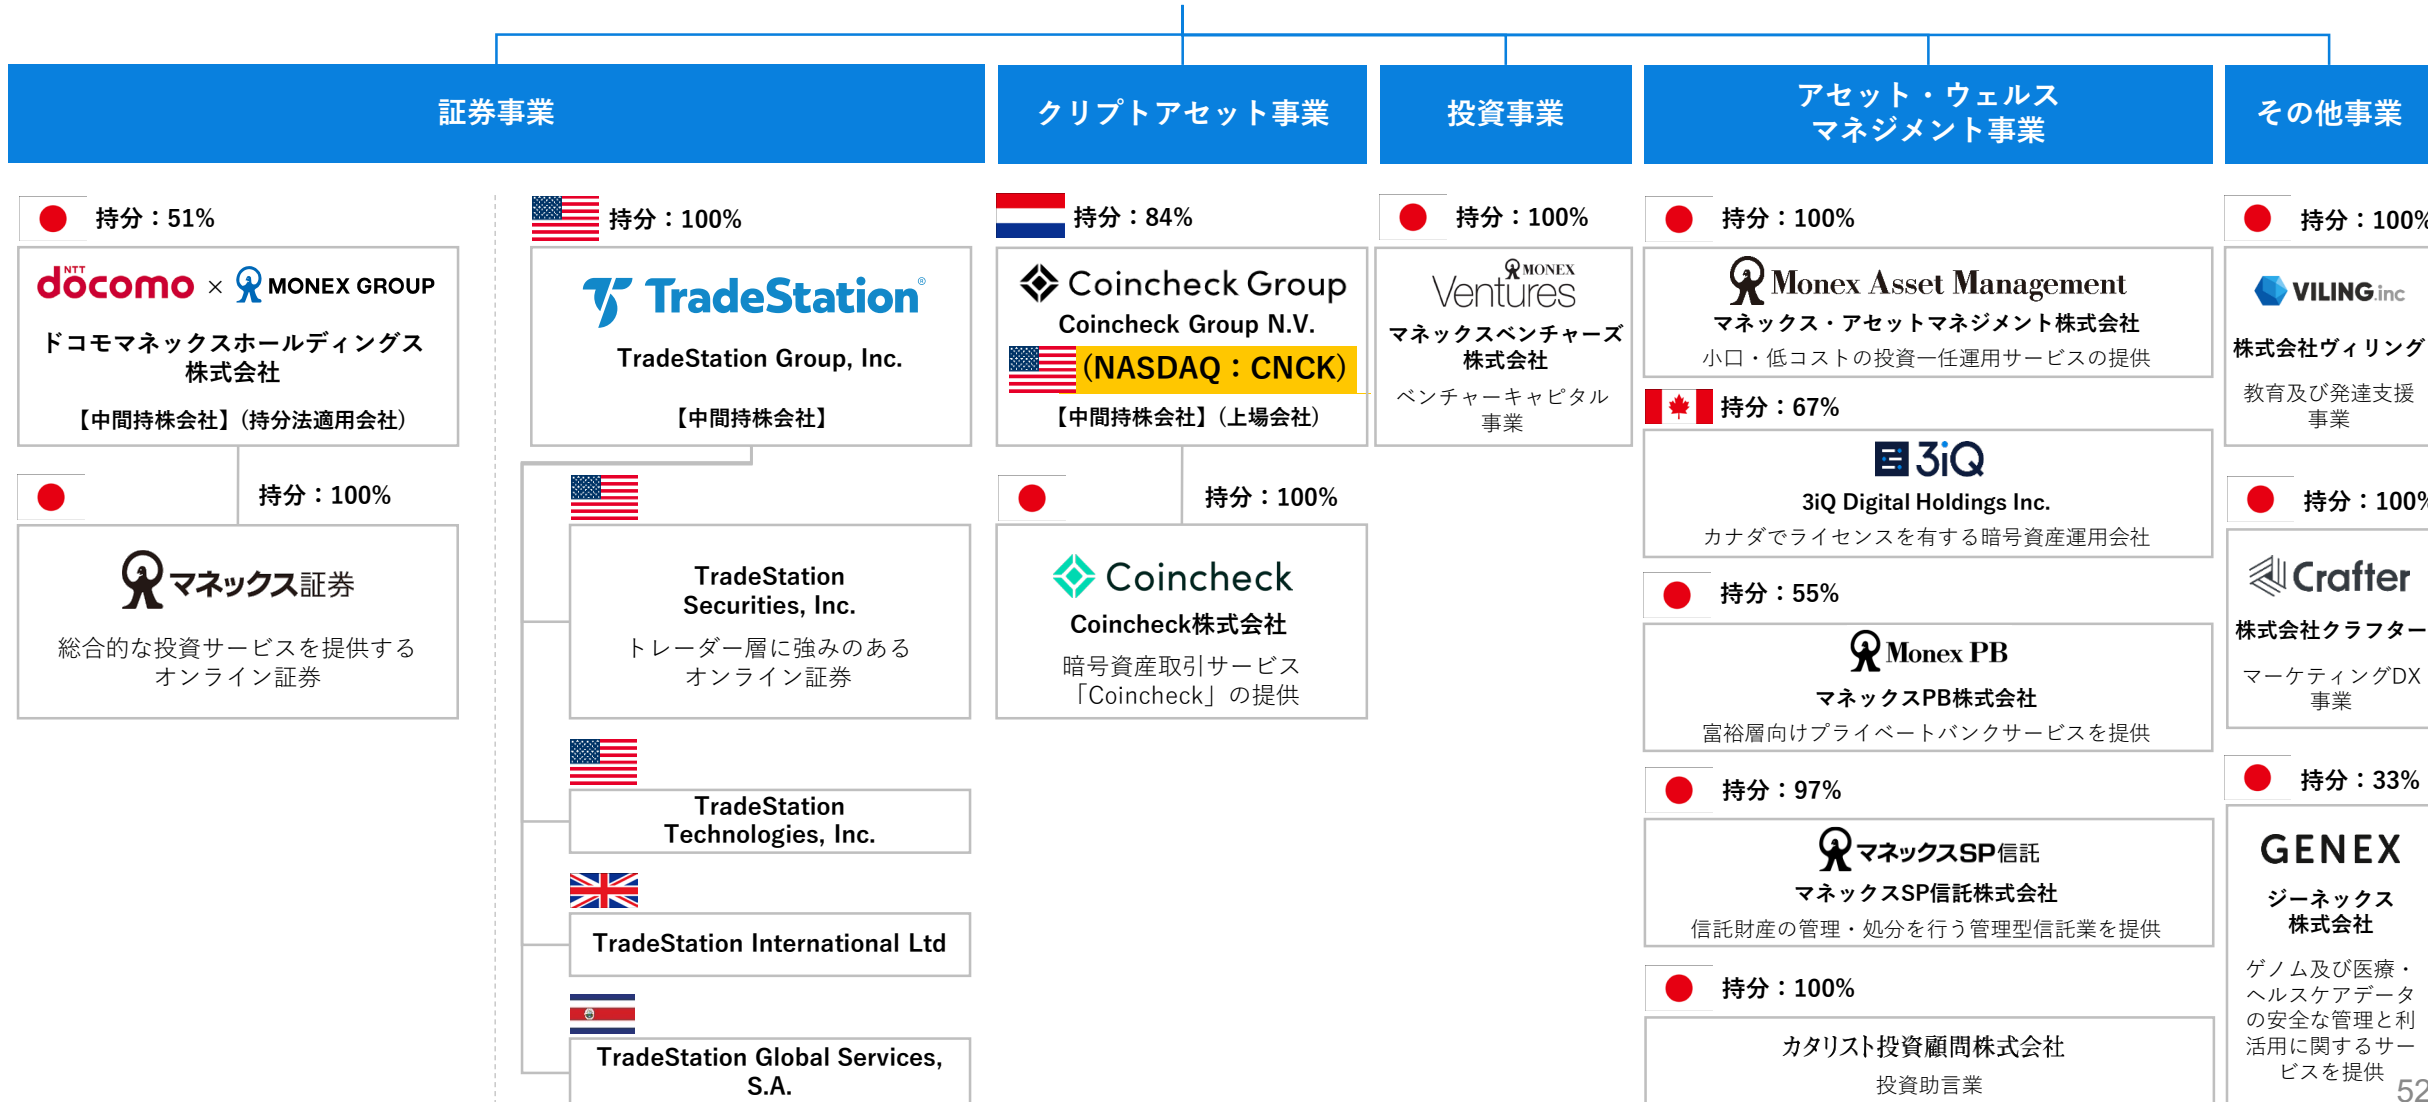 証券事業
クリプトアセット事業
投資事業
アセット・ウェルス
マネジメント事業
その他事業
持分：51%
NTT
döcomo × MONEX GROUP
ドコモマネックスホールディングス
株式会社
【中間持株会社】(持分法適用会社)
持分：100%
マネックス証券
総合的な投資サービスを提供する
オンライン証券
持分：100%
TradeStation®
TradeStation Group, Inc.
【中間持株会社】
TradeStation
Securities, Inc.
トレーダー層に強みのある
オンライン証券
TradeStation
Technologies, Inc.
TradeStation International Ltd
TradeStation Global Services,
S.A.
持分：84%
Coincheck Group
Coincheck Group N.V.
(NASDAQ：CNCK)
【中間持株会社】(上場会社)
持分：100%
Coincheck
Coincheck株式会社
暗号資産取引サービス
「Coincheck」の提供
持分：100%
MONEX
Ventures
マネックスベンチャーズ
株式会社
ベンチャーキャピタル
事業
持分：100%
Monex Asset Management
マネックス・アセットマネジメント株式会社
小口・低コストの投資一任運用サービスの提供
持分：67%
3iQ
3iQ Digital Holdings Inc.
カナダでライセンスを有する暗号資産運用会社
持分：55%
Monex PB
マネックスPB株式会社
富裕層向けプライベートバンクサービスを提供
持分：97%
マネックスSP信託
マネックスSP信託株式会社
信託財産の管理・処分を行う管理型信託業を提供
持分：100%
カタリスト投資顧問株式会社
投資助言業
持分：100%
VILING.inc
株式会社ヴィリング
教育及び発達支援
事業
持分：100%
Crafter
株式会社クラフター
マーケティングDX
事業
持分：33%
GENEX
ジーネックス
株式会社
ゲノム及び医療・
ヘルスケアデータ
の安全な管理と利
活用に関するサー
ビスを提供
52